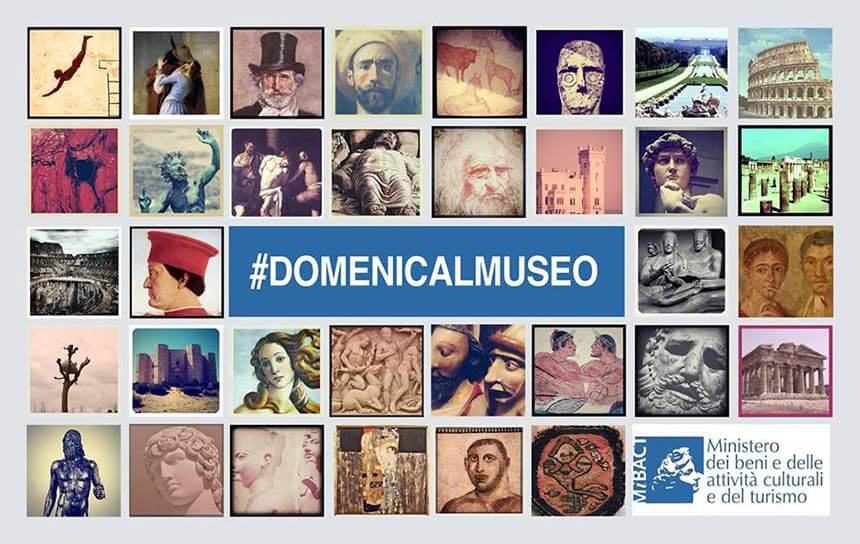 #DOMENICALMUSEO
MiBACT
Ministero
dei beni e delle
attività culturali
e del turismo